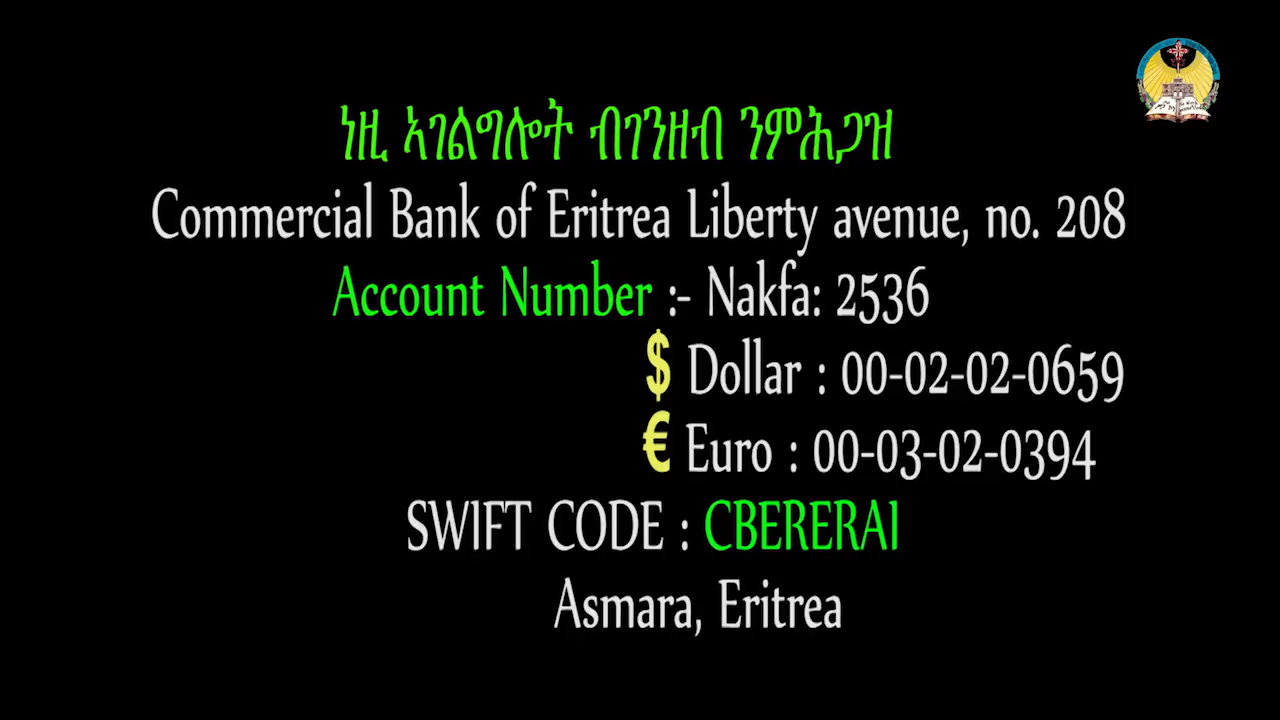 ነዚ ኣገልግሎት ብገንዘብ ንምሕጋዝ
Commercial Bank of Eritrea Liberty avenue, no. 208
Account Number :- Nakfa: 2536
$ Dollar : 00-02-02-0659
€ Euro : 00-03-02-0394
SWIFT CODE : CBERERAI
Asmara, Eritrea